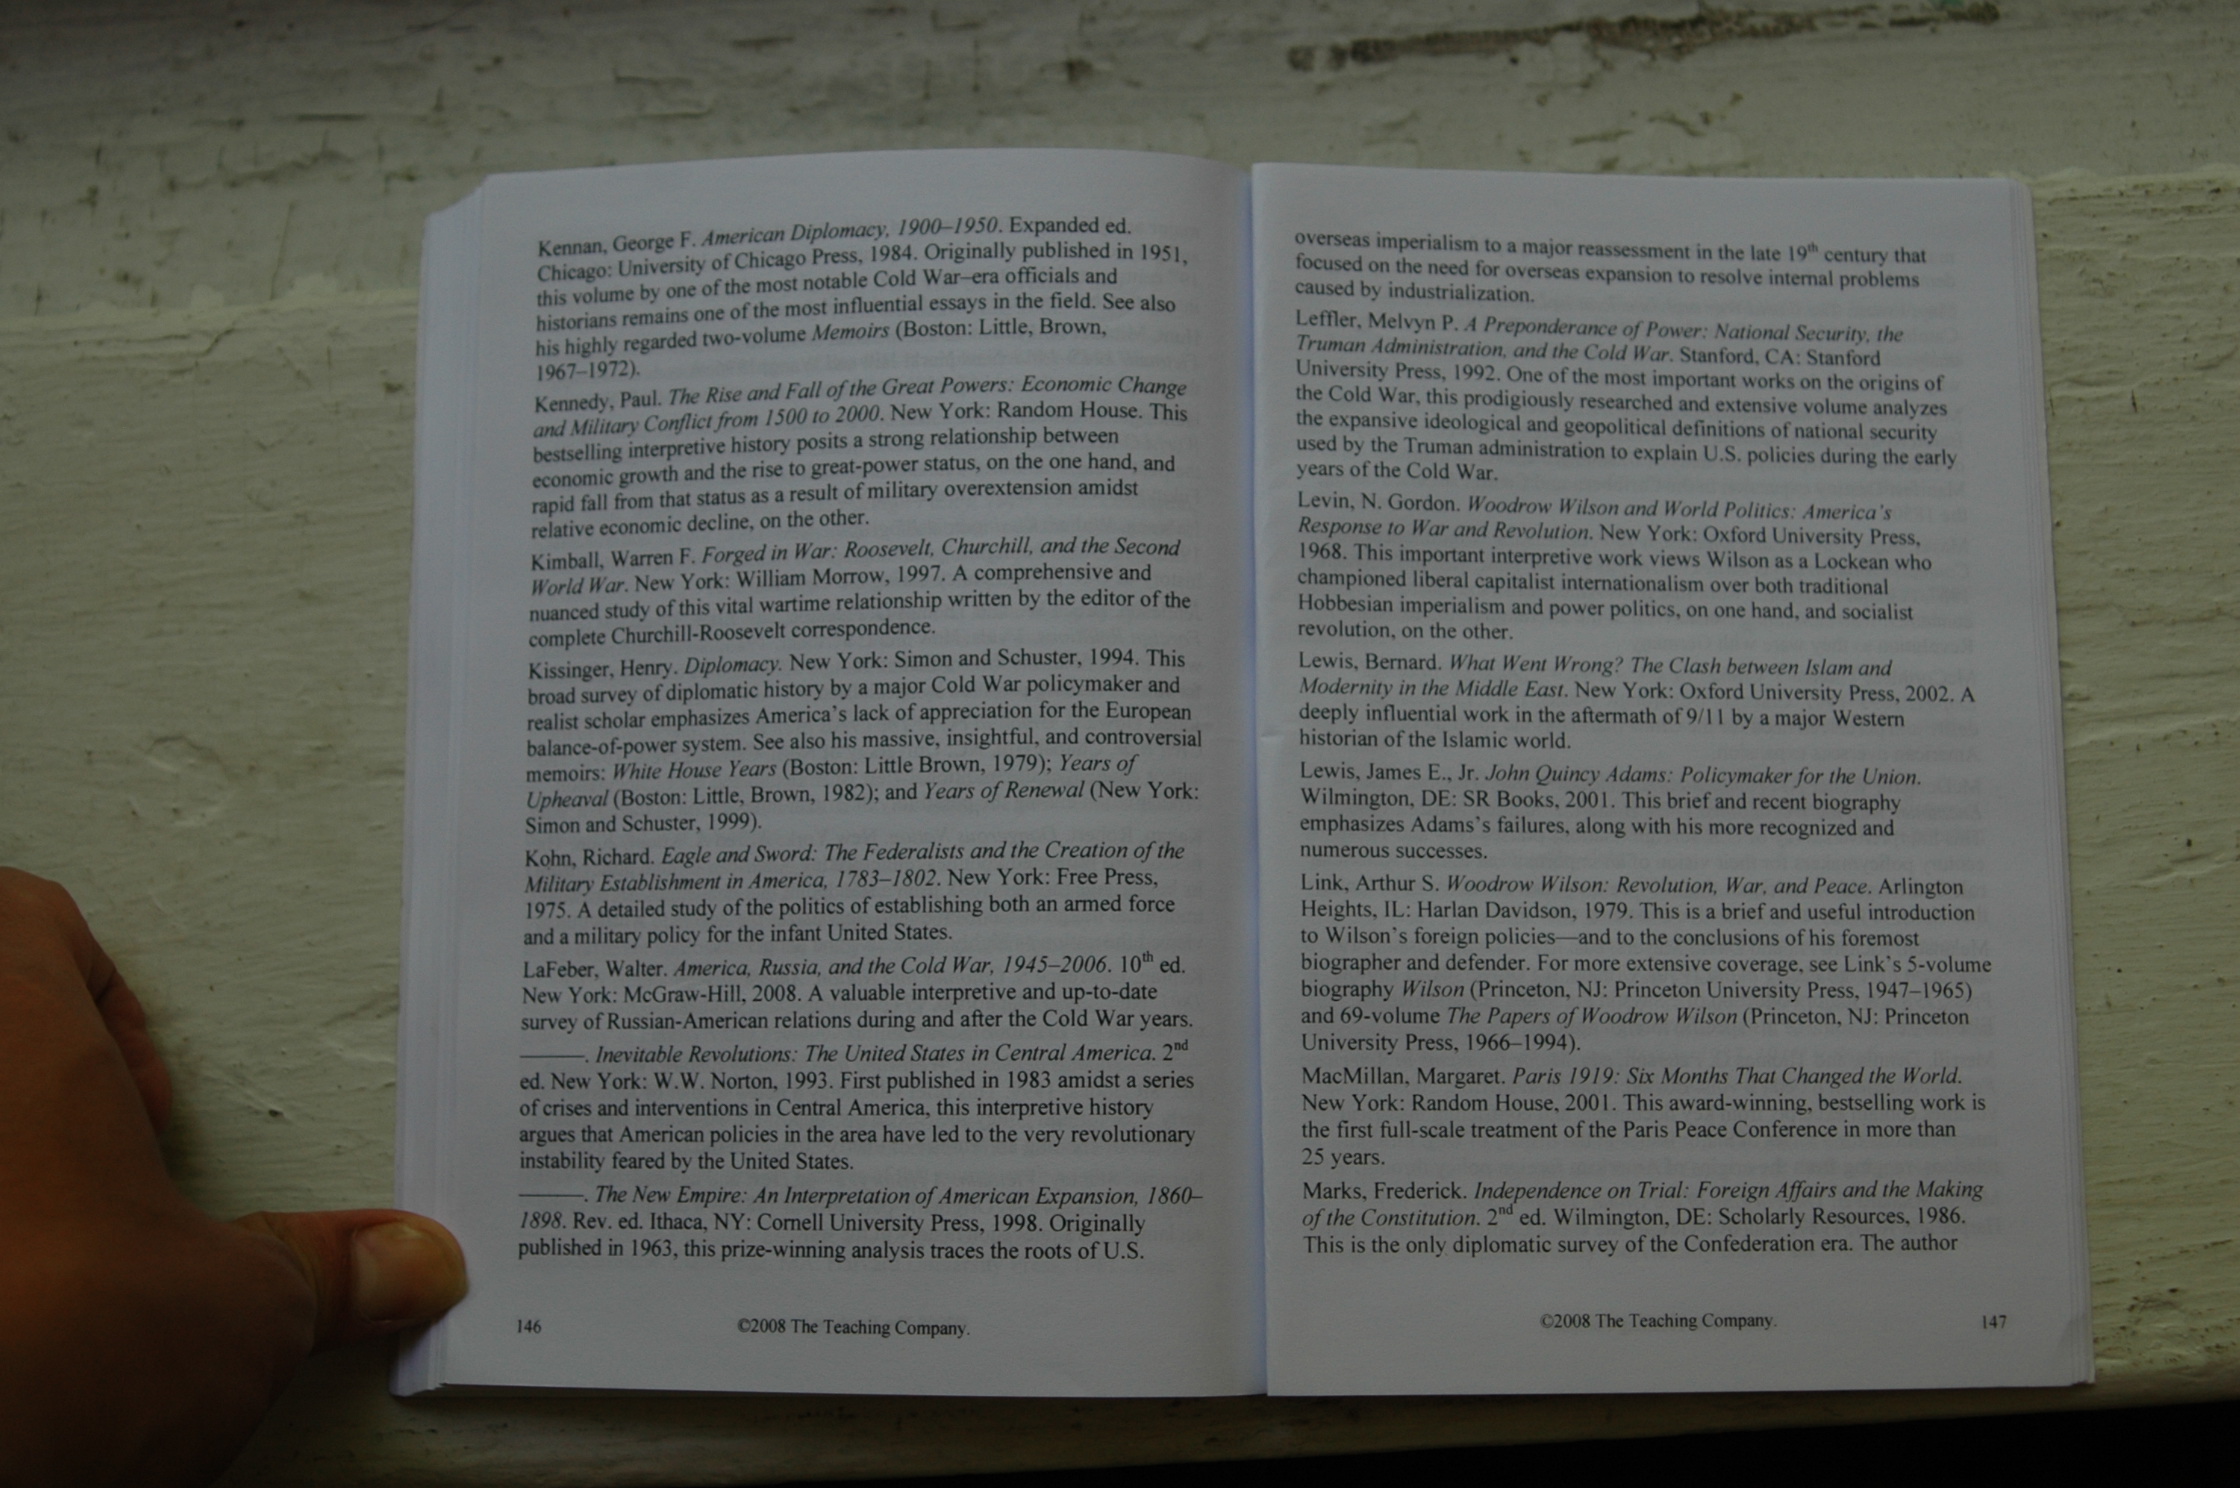 Kennan, George F. American Diplomacy, 1900–1950. Expanded ed.
Chicago: University of Chicago Press, 1984. Originally published in 1951,
this volume by one of the most notable Cold War–era officials and
historians remains one of the most influential essays in the field. See also
his highly regarded two-volume Memoirs (Boston: Little, Brown,
1967–1972).
Kennedy, Paul. The Rise and Fall of the Great Powers: Economic Change
and Military Conflict from 1500 to 2000. New York: Random House. This
bestselling interpretive history posits a strong relationship between
economic growth and the rise to great-power status, on the one hand, and
rapid fall from that status as a result of military overextension amidst
relative economic decline, on the other.
Kimball, Warren F. Forged in War: Roosevelt, Churchill, and the Second
World War. New York: William Morrow, 1997. A comprehensive and
nuanced study of this vital wartime relationship written by the editor of the
complete Churchill-Roosevelt correspondence.
Kissinger, Henry. Diplomacy. New York: Simon and Schuster, 1994. This
broad survey of diplomatic history by a major Cold War policymaker and
realist scholar emphasizes America's lack of appreciation for the European
balance-of-power system. See also his massive, insightful, and controversial
memoirs: White House Years (Boston: Little Brown, 1979); Years of
Upheaval (Boston: Little, Brown, 1982); and Years of Renewal (New York:
Simon and Schuster, 1999).
Kohn, Richard. Eagle and Sword: The Federalists and the Creation of the
Military Establishment in America, 1783–1802. New York: Free Press,
1975. A detailed study of the politics of establishing both an armed force
and a military policy for the infant United States.
LaFeber, Walter. America, Russia, and the Cold War, 1945–2006. 10th ed.
New York: McGraw-Hill, 2008. A valuable interpretive and up-to-date
survey of Russian-American relations during and after the Cold War years.
———. Inevitable Revolutions: The United States in Central America. 2nd
ed. New York: W.W. Norton, 1993. First published in 1983 amidst a series
of crises and interventions in Central America, this interpretive history
argues that American policies in the area have led to the very revolutionary
instability feared by the United States.
———. The New Empire: An Interpretation of American Expansion, 1860–
1898. Rev. ed. Ithaca, NY: Cornell University Press, 1998. Originally
published in 1963, this prize-winning analysis traces the roots of U.S.
146
©2008 The Teaching Company.
overseas imperialism to a major reassessment in the late 19th century that
focused on the need for overseas expansion to resolve internal problems
caused by industrialization.
Leffler, Melvyn P. A Preponderance of Power: National Security, the
Truman Administration, and the Cold War. Stanford, CA: Stanford
University Press, 1992. One of the most important works on the origins of
the Cold War, this prodigiously researched and extensive volume analyzes
the expansive ideological and geopolitical definitions of national security
used by the Truman administration to explain U.S. policies during the early
years of the Cold War.
Levin, N. Gordon. Woodrow Wilson and World Politics: America's
Response to War and Revolution. New York: Oxford University Press,
1968. This important interpretive work views Wilson as a Lockean who
championed liberal capitalist internationalism over both traditional
Hobbesian imperialism and power politics, on one hand, and socialist
revolution, on the other.
Lewis, Bernard. What Went Wrong? The Clash between Islam and
Modernity in the Middle East. New York: Oxford University Press, 2002. A
deeply influential work in the aftermath of 9/11 by a major Western
historian of the Islamic world.
Lewis, James E., Jr. John Quincy Adams: Policymaker for the Union.
Wilmington, DE: SR Books, 2001. This brief and recent biography
emphasizes Adams's failures, along with his more recognized and
numerous successes.
Link, Arthur S. Woodrow Wilson: Revolution, War, and Peace. Arlington
Heights, IL: Harlan Davidson, 1979. This is a brief and useful introduction
to Wilson's foreign policies—and to the conclusions of his foremost
biographer and defender. For more extensive coverage, see Link's 5-volume
biography Wilson (Princeton, NJ: Princeton University Press, 1947–1965)
and 69-volume The Papers of Woodrow Wilson (Princeton, NJ: Princeton
University Press, 1966–1994).
MacMillan, Margaret. Paris 1919: Six Months That Changed the World.
New York: Random House, 2001. This award-winning, bestselling work is
the first full-scale treatment of the Paris Peace Conference in more than
25 years.
Marks, Frederick. Independence on Trial: Foreign Affairs and the Making
of the Constitution. 2nd ed. Wilmington, DE: Scholarly Resources, 1986.
This is the only diplomatic survey of the Confederation era. The author
©2008 The Teaching Company.
147